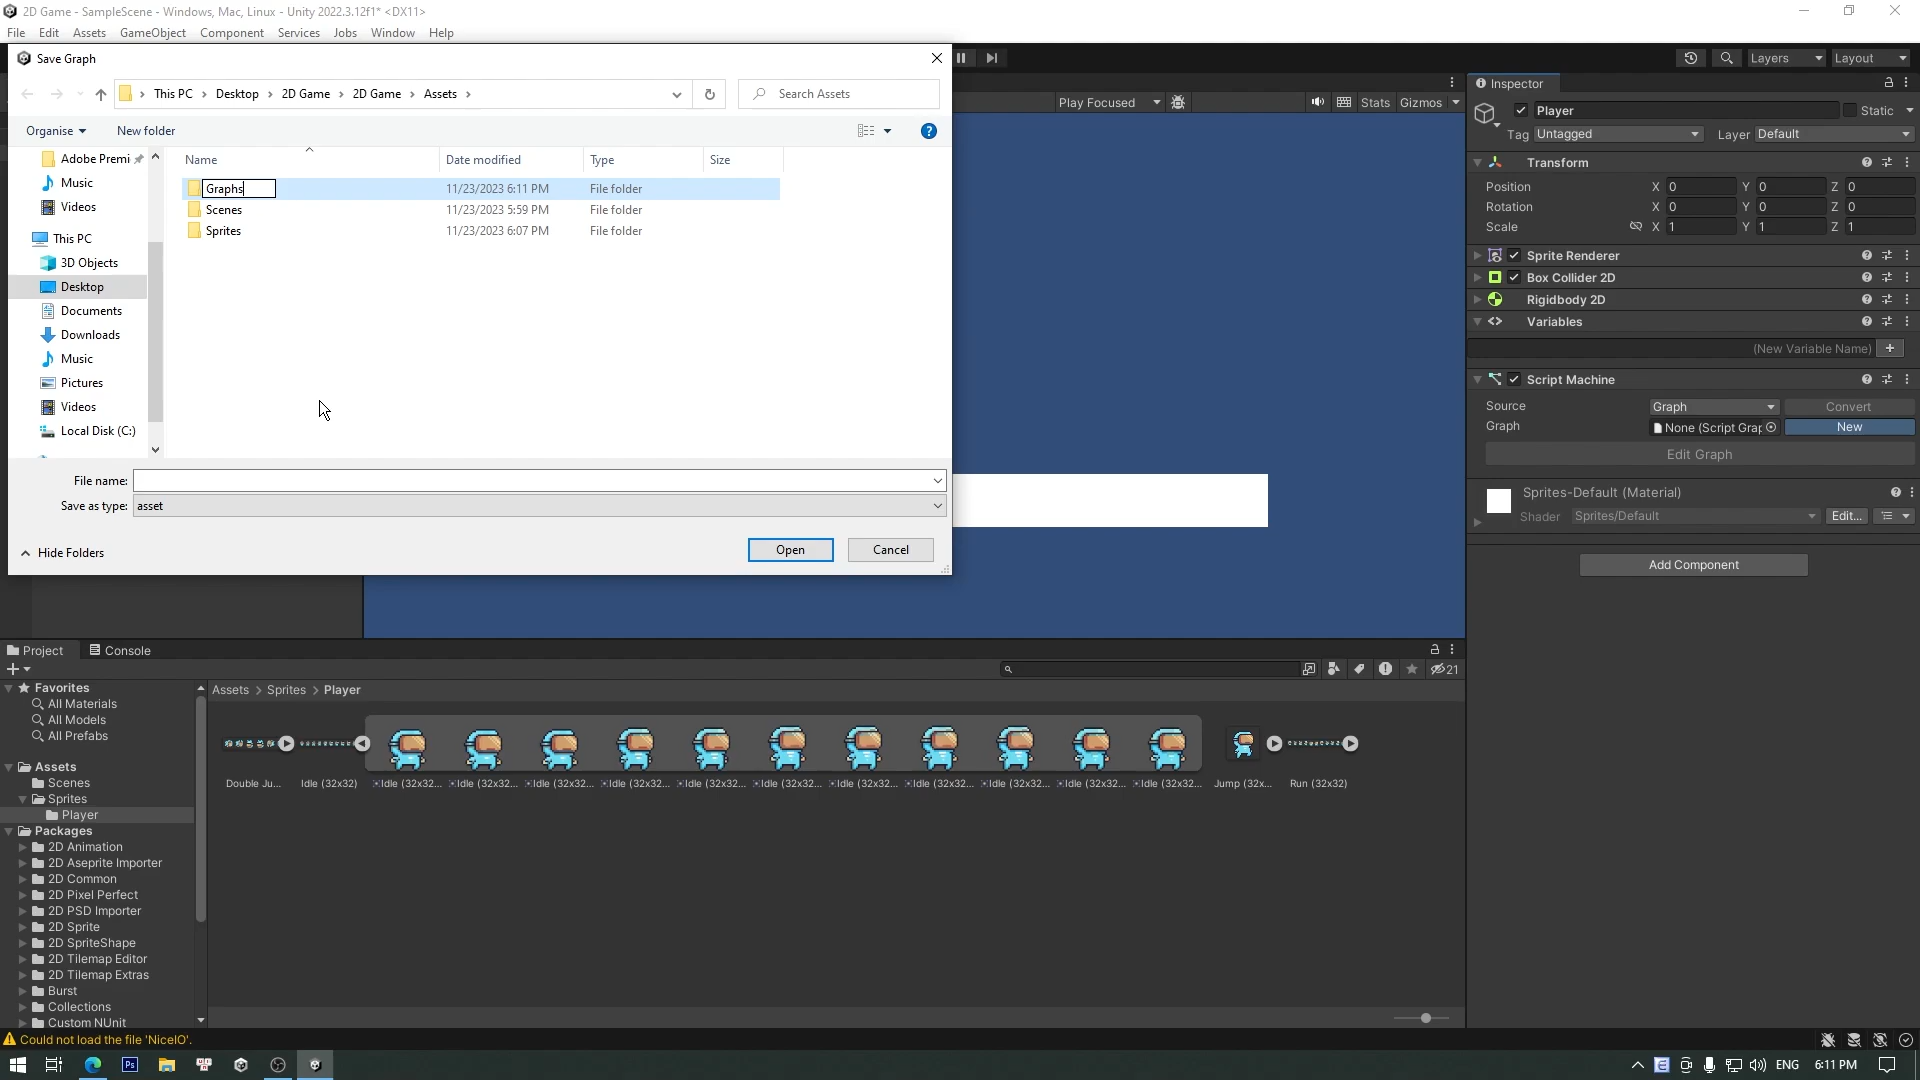 2D Game - SampleScene - Windows, Mac, Linux - Unity 2022.3.12f1* <DX11>
File Edit Assets GameObject Component Services Jobs Window Help
Save Graph
Layers Layout
This PC > Desktop > 2D Game > 2D Game > Assets >
Search Assets
Inspector
Play Focused Stats Gizmos
Player Static
Organise New folder
Tag Untagged Layer Default
Name Date modified Type Size
Transform
Position X 0 Y 0 Z 0
Rotation X 0 Y 0 Z 0
Scale X 1 Y 1 Z 1
Sprite Renderer
Box Collider 2D
Rigidbody 2D
Variables
(New Variable Name)
Script Machine
Source Graph Convert
Graph None (Script Grap New
Edit Graph
Sprites-Default (Material)
Shader Sprites/Default Edit...
Add Component
Adobe Premi
Music
Videos
This PC
3D Objects
Desktop
Documents
Downloads
Music
Pictures
Videos
Local Disk (C:)
Graphs 11/23/2023 6:11 PM File folder
Scenes 11/23/2023 5:59 PM File folder
Sprites 11/23/2023 6:07 PM File folder
File name:
Save as type: asset
Hide Folders
Open Cancel
Project Console
21
Favorites
All Materials
All Models
All Prefabs
Assets
Scenes
Sprites
Player
Packages
2D Animation
2D Aseprite Importer
2D Common
2D Pixel Perfect
2D PSD Importer
2D Sprite
2D SpriteShape
2D Tilemap Editor
2D Tilemap Extras
Burst
Collections
Custom NUnit
Assets > Sprites > Player
Double Ju... Idle (32x32) Idle (32x32... Idle (32x32... Idle (32x32... Idle (32x32... Idle (32x32... Idle (32x32... Idle (32x32... Idle (32x32... Idle (32x32... Idle (32x32... Idle (32x32... Jump (32x... Run (32x32)
Could not load the file 'NiceIO'.
Ps
ENG 6:11 PM